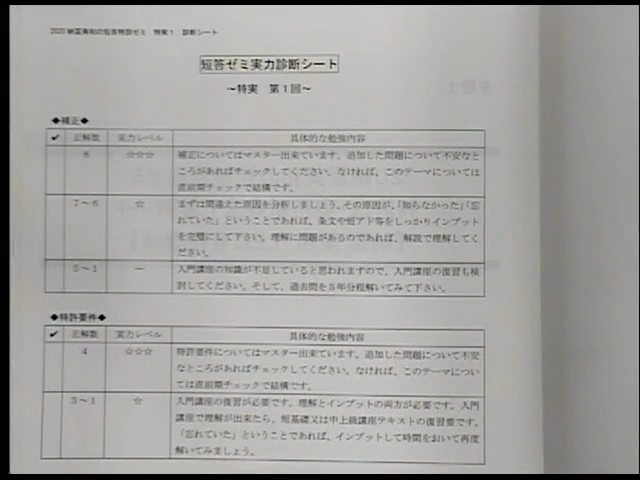 2020 納冨美和の短答特訓ゼミ 特実1 診断シート
短答ゼミ実力診断シート
～特実 第1回～
◆補正◆
✔ 正解数 実力レベル 具体的な勉強内容
8 ☆☆☆ 補正についてはマスター出来ています。追加した問題について不安なと
ころがあればチェックしてください。なければ、このテーマについては
直前期チェックで結構です。
7～6 ☆ まずは間違えた原因を分析しましょう。その原因が、「知らなかった」「忘
れていた」ということであれば、条文や短アド等をしっかりインプット
を完璧にして下さい。理解に問題があるのであれば、解説で理解してく
ださい。
5～1 ー 入門講座の知識が不足していると思われますので、入門講座の復習も検
討してください。そして、過去問を5年分程解いてみて下さい。
◆特許要件◆
✔ 正解数 実力レベル 具体的な勉強内容
4 ☆☆☆ 特許要件についてはマスター出来ています。追加した問題について不安
なところがあればチェックしてください。なければ、このテーマについ
ては直前期チェックで結構です。
3～1 ☆ 入門講座の復習が必要です。理解とインプットの両方が必要です。入門
講座で理解が出来たら、短基礎又は中上級講座テキストの復習要です。
「忘れていた」ということであれば、インプットして時間をおいて再度
解いてみましょう。